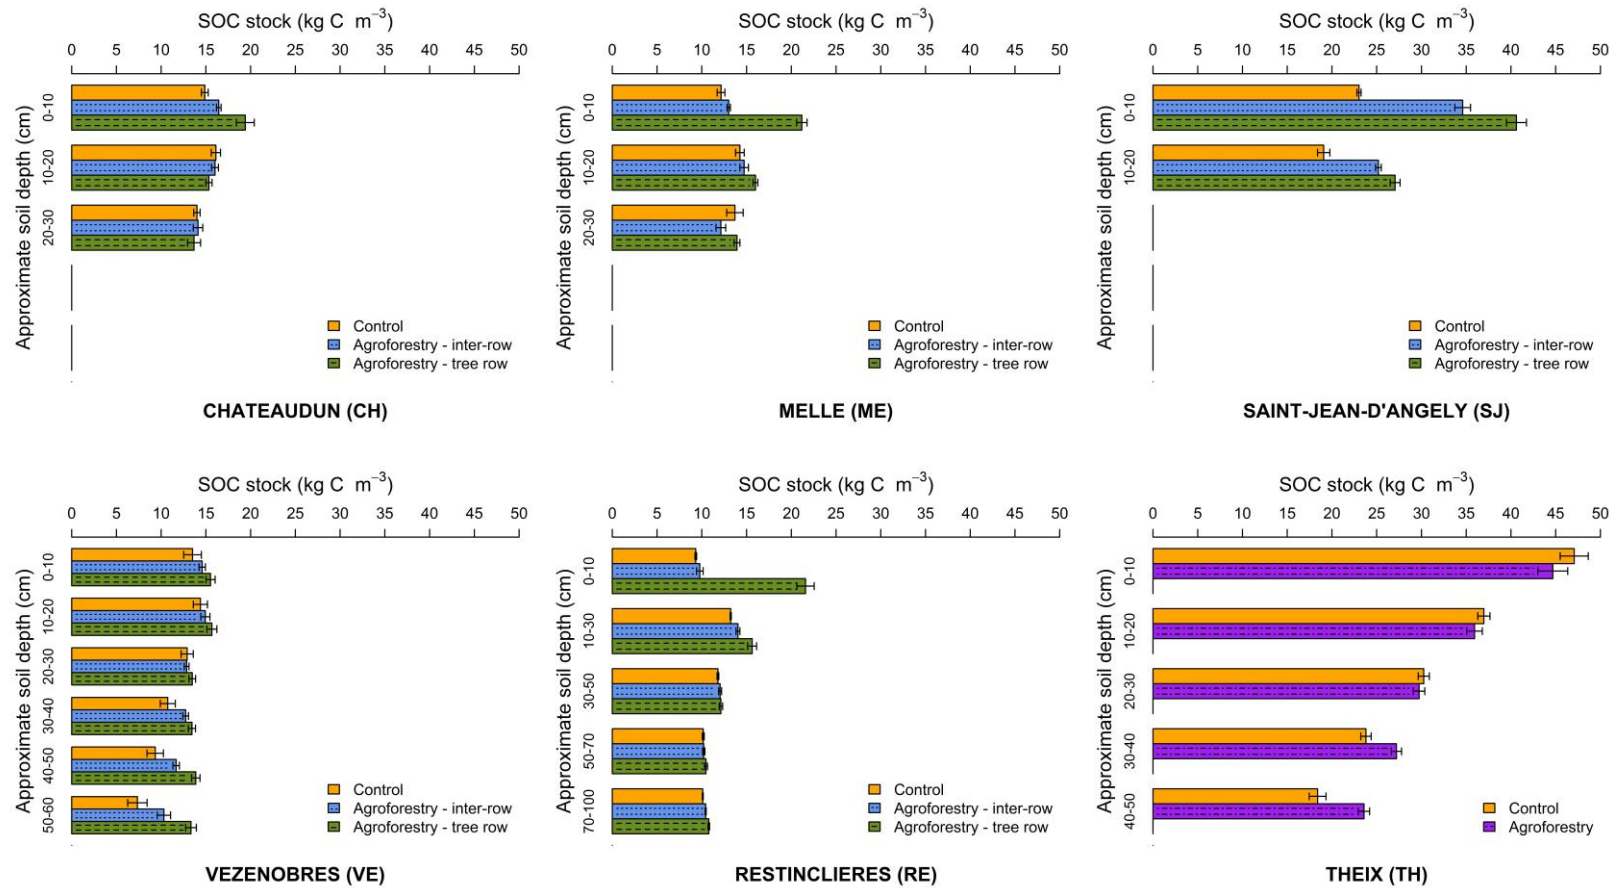 SOC stock (kg C m⁻³)
0 5 10 15 20 25 30 35 40 45 50
Approximate soil depth (cm)
0-10
10-20
20-30
Control
Agroforestry - inter-row
Agroforestry - tree row
CHATEAUDUN (CH)
SOC stock (kg C m⁻³)
0 5 10 15 20 25 30 35 40 45 50
Approximate soil depth (cm)
0-10
10-20
20-30
Control
Agroforestry - inter-row
Agroforestry - tree row
MELLE (ME)
SOC stock (kg C m⁻³)
0 5 10 15 20 25 30 35 40 45 50
Approximate soil depth (cm)
0-10
10-20
Control
Agroforestry - inter-row
Agroforestry - tree row
SAINT-JEAN-D'ANGELY (SJ)
SOC stock (kg C m⁻³)
0 5 10 15 20 25 30 35 40 45 50
Approximate soil depth (cm)
0-10
10-20
20-30
30-40
40-50
50-60
Control
Agroforestry - inter-row
Agroforestry - tree row
VEZENOBRES (VE)
SOC stock (kg C m⁻³)
0 5 10 15 20 25 30 35 40 45 50
Approximate soil depth (cm)
0-10
10-30
30-50
50-70
70-100
Control
Agroforestry - inter-row
Agroforestry - tree row
RESTINCLIERES (RE)
SOC stock (kg C m⁻³)
0 5 10 15 20 25 30 35 40 45 50
Approximate soil depth (cm)
0-10
10-20
20-30
30-40
40-50
Control
Agroforestry
THEIX (TH)